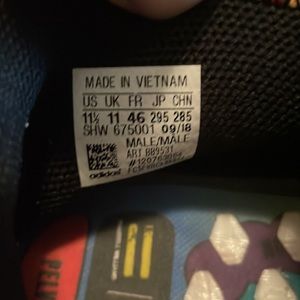 MADE IN VIETNAM
US UK FR JP CHN
11½ 11 46 295 285
SHW 675001 09/18
MALE/MALE
ART BB9531
adidas